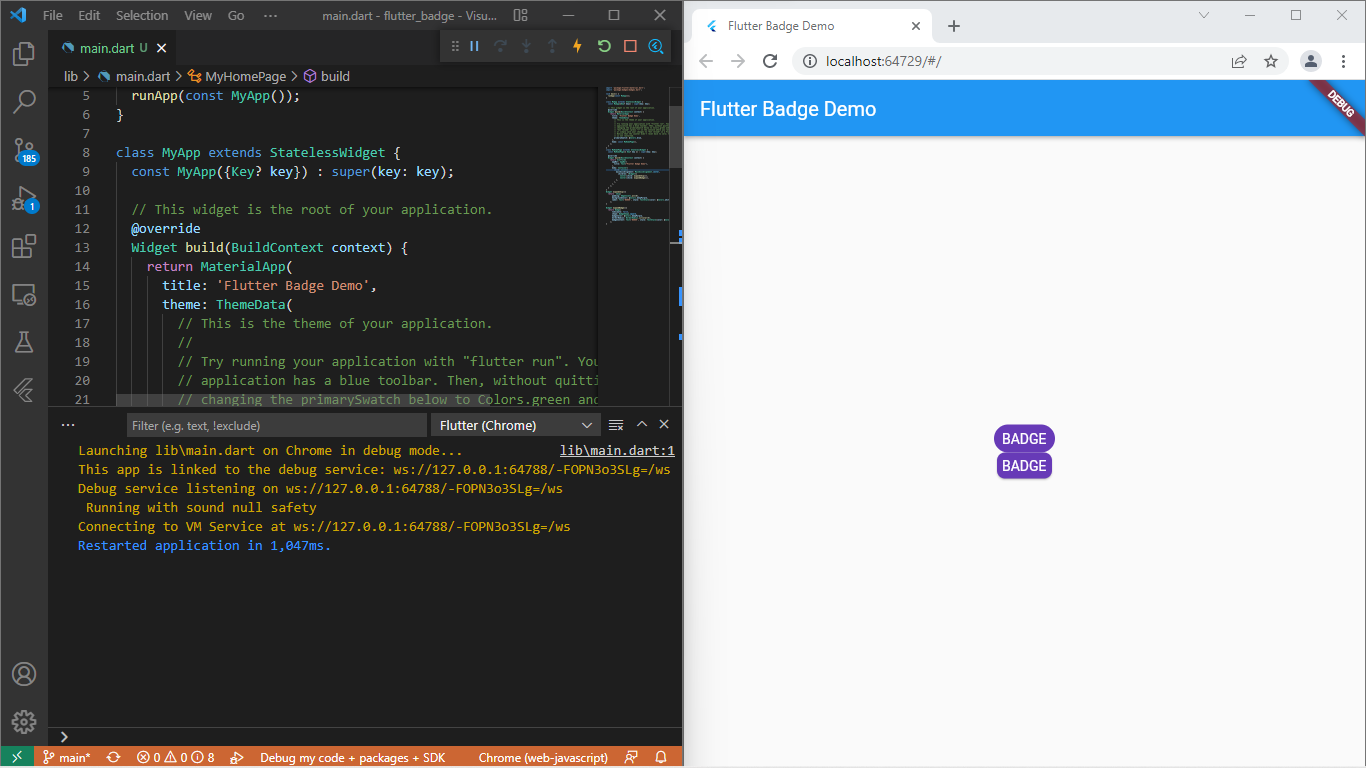 File Edit Selection View Go ··· main.dart - flutter_badge - Visu...
main.dart U
lib > main.dart > MyHomePage > build
5 runApp(const MyApp());
6 }
7
8 class MyApp extends StatelessWidget {
9 const MyApp({Key? key}) : super(key: key);
10
11 // This widget is the root of your application.
12 @override
13 Widget build(BuildContext context) {
14 return MaterialApp(
15 title: 'Flutter Badge Demo',
16 theme: ThemeData(
17 // This is the theme of your application.
18 //
19 // Try running your application with "flutter run". You
20 // application has a blue toolbar. Then, without quitti
21 // changing the primarySwatch below to Colors.green and
185
1
··· Filter (e.g. text, !exclude) Flutter (Chrome)
Launching lib\main.dart on Chrome in debug mode... lib\main.dart:1
This app is linked to the debug service: ws://127.0.0.1:64788/-FOPN3o3SLg=/ws
Debug service listening on ws://127.0.0.1:64788/-FOPN3o3SLg=/ws
Running with sound null safety
Connecting to VM Service at ws://127.0.0.1:64788/-FOPN3o3SLg=/ws
Restarted application in 1,047ms.
main* 0 0 8 Debug my code + packages + SDK Chrome (web-javascript)
Flutter Badge Demo
localhost:64729/#/
Flutter Badge Demo
DEBUG
BADGE
BADGE